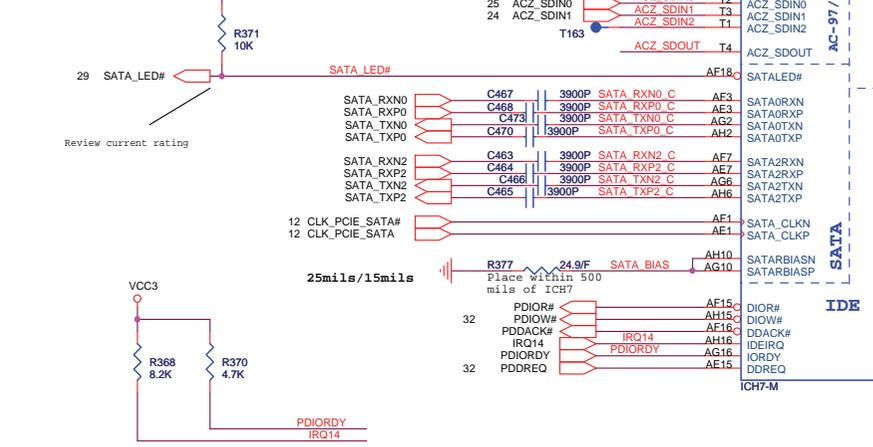 25 ACZ_SDIN0 ACZ_SDIN0 T2 ACZ_SDIN0
24 ACZ_SDIN1 ACZ_SDIN1 T3 ACZ_SDIN1
ACZ_SDIN2 T1 ACZ_SDIN2
T163
AC-97/
R371
10K
ACZ_SDOUT T4 ACZ_SDOUT
29 SATA_LED# SATA_LED# AF18 SATALED#
Review current rating
SATA_RXN0 C467 3900P SATA_RXN0_C AF3 SATA0RXN
SATA_RXP0 C468 3900P SATA_RXP0_C AE3 SATA0RXP
SATA_TXN0 C473 3900P SATA_TXN0_C AG2 SATA0TXN
SATA_TXP0 C470 3900P SATA_TXP0_C AH2 SATA0TXP
SATA_RXN2 C463 3900P SATA_RXN2_C AF7 SATA2RXN
SATA_RXP2 C464 3900P SATA_RXP2_C AE7 SATA2RXP
SATA_TXN2 C466 3900P SATA_TXN2_C AG6 SATA2TXN
SATA_TXP2 C465 3900P SATA_TXP2_C AH6 SATA2TXP
12 CLK_PCIE_SATA# AF1 SATA_CLKN
12 CLK_PCIE_SATA AE1 SATA_CLKP
SATA
AH10 SATARBIASN
R377 24.9/F SATA_BIAS AG10 SATARBIASP
25mils/15mils
Place within 500
mils of ICH7
IDE
VCC3
PDIOR# AF15 DIOR#
32 PDIOW# AH15 DIOW#
PDDACK# AF16 DDACK#
IRQ14 IRQ14 AH16 IDEIRQ
PIORDY PDIORDY AG16 IORDY
32 PDDREQ AE15 DDREQ
ICH7-M
R368
8.2K
R370
4.7K
PDIORDY
IRQ14